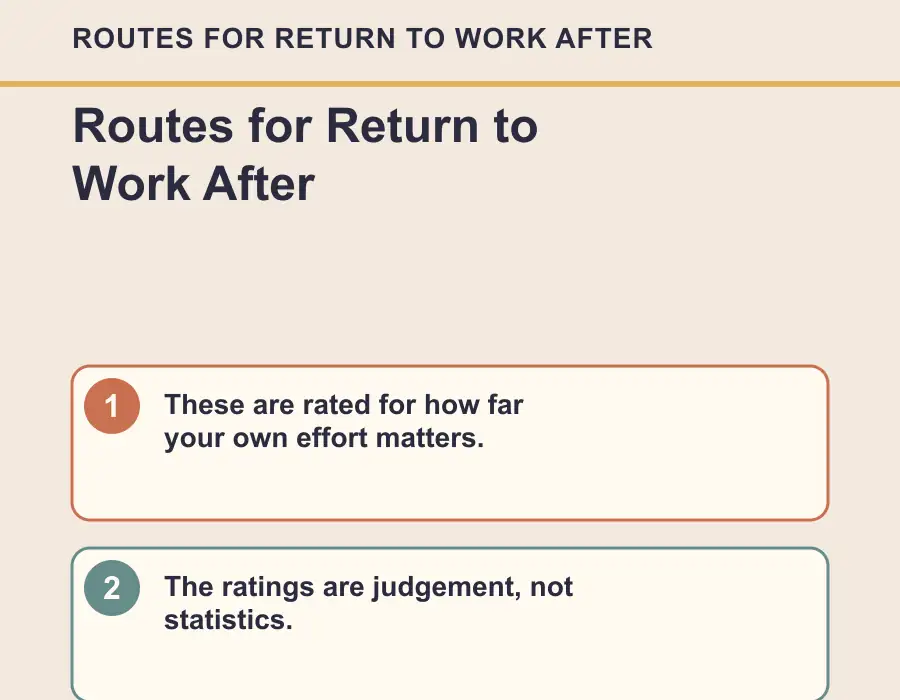 ROUTES FOR RETURN TO WORK AFTER
Routes for Return to
Work After
1
These are rated for how far
your own effort matters.
2
The ratings are judgement, not
statistics.